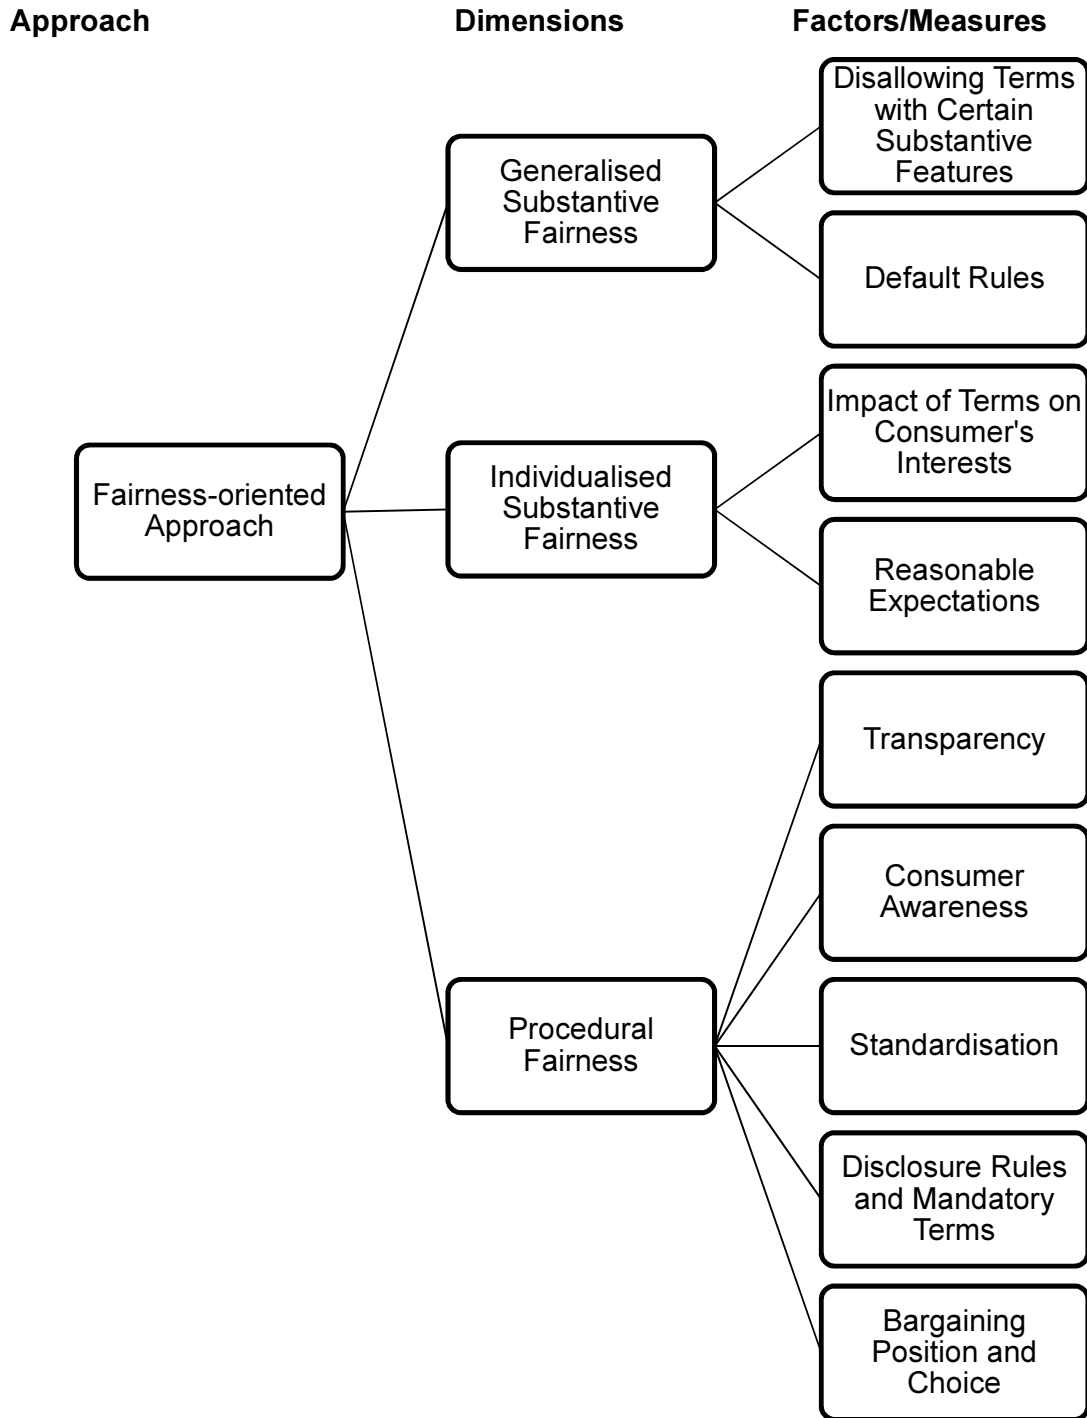 Approach Dimensions Factors/Measures
Disallowing Terms
with Certain
Substantive
Features
Generalised
Substantive
Fairness
Default Rules
Impact of Terms on
Consumer's
Interests
Fairness-oriented
Approach
Individualised
Substantive
Fairness
Reasonable
Expectations
Transparency
Consumer
Awareness
Procedural
Fairness
Standardisation
Disclosure Rules
and Mandatory
Terms
Bargaining
Position and
Choice